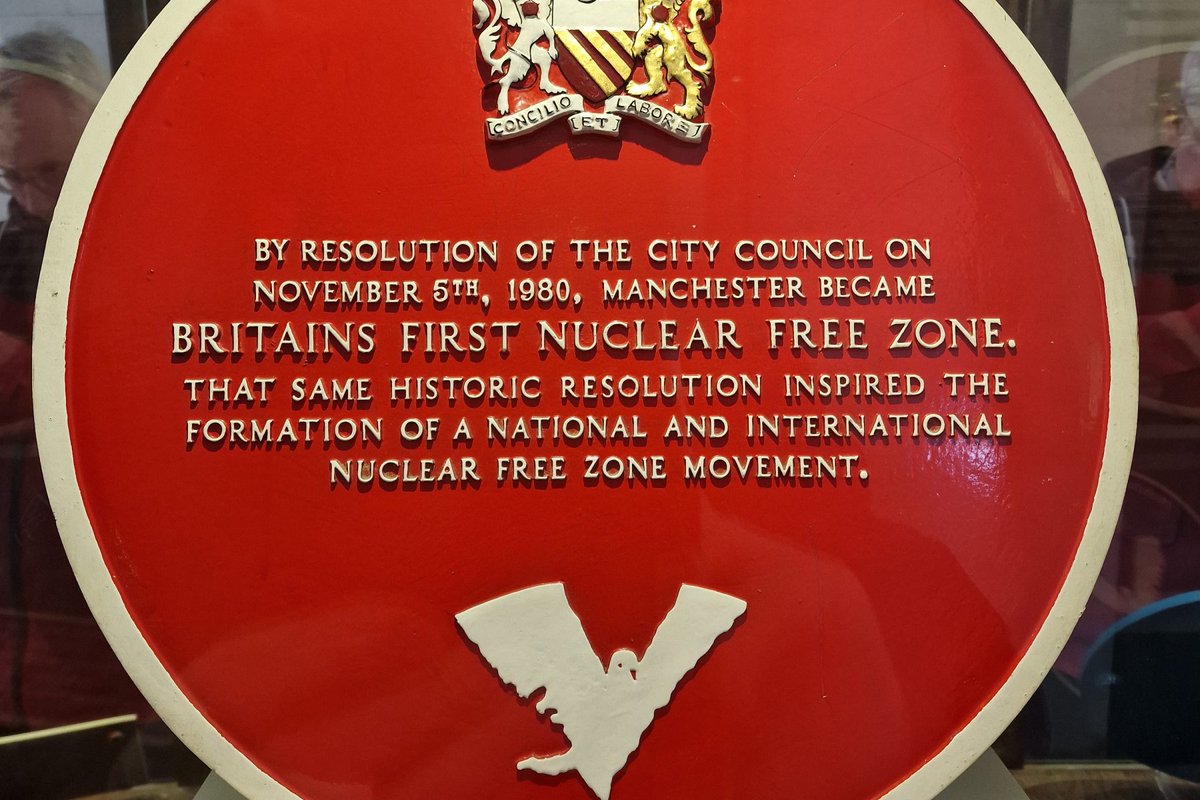 CONCILIO ET LABORE
BY RESOLUTION OF THE CITY COUNCIL ON
NOVEMBER 5TH, 1980, MANCHESTER BECAME
BRITAINS FIRST NUCLEAR FREE ZONE.
THAT SAME HISTORIC RESOLUTION INSPIRED THE
FORMATION OF A NATIONAL AND INTERNATIONAL
NUCLEAR FREE ZONE MOVEMENT.